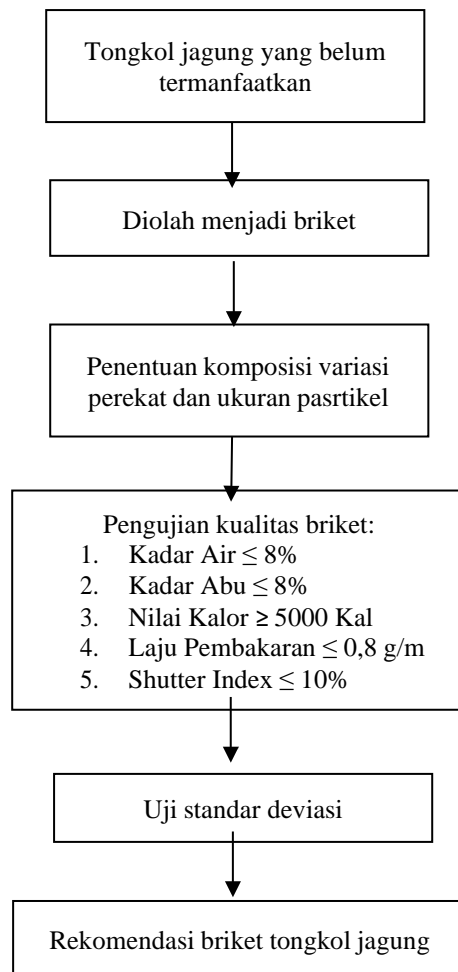 Tongkol jagung yang belum
termanfaatkan
Diolah menjadi briket
Penentuan komposisi variasi
perekat dan ukuran pasrtikel
Pengujian kualitas briket:
1. Kadar Air ≤ 8%
2. Kadar Abu ≤ 8%
3. Nilai Kalor ≥ 5000 Kal
4. Laju Pembakaran ≤ 0,8 g/m
5. Shutter Index ≤ 10%
Uji standar deviasi
Rekomendasi briket tongkol jagung